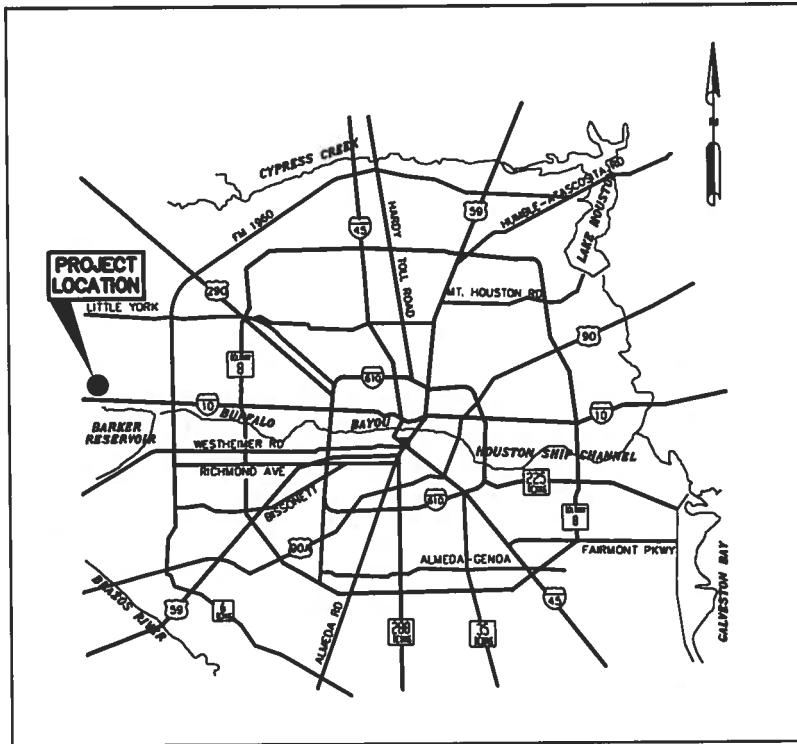 N
CYPRESS CREEK
HUMBLE-ATASCOSITA RD
59
FM 1960
45
HARDY TOLL ROAD
LAKE HOUSTON
PROJECT
LOCATION
290
MT. HOUSTON RD
LITTLE YORK
90
8
610
10
BUFFALO
BAYOU
10
BARKER
RESERVOIR
WESTHEIMER RD
HOUSTON SHIP CHANNEL
RICHMOND AVE
225
BISSONETT
610
8
90A
ALMEDA-GENOA
FAIRMONT PKWY
BRAZOS RIVER
59
6
ALMEDA RD
288
35
45
GALVESTON BAY